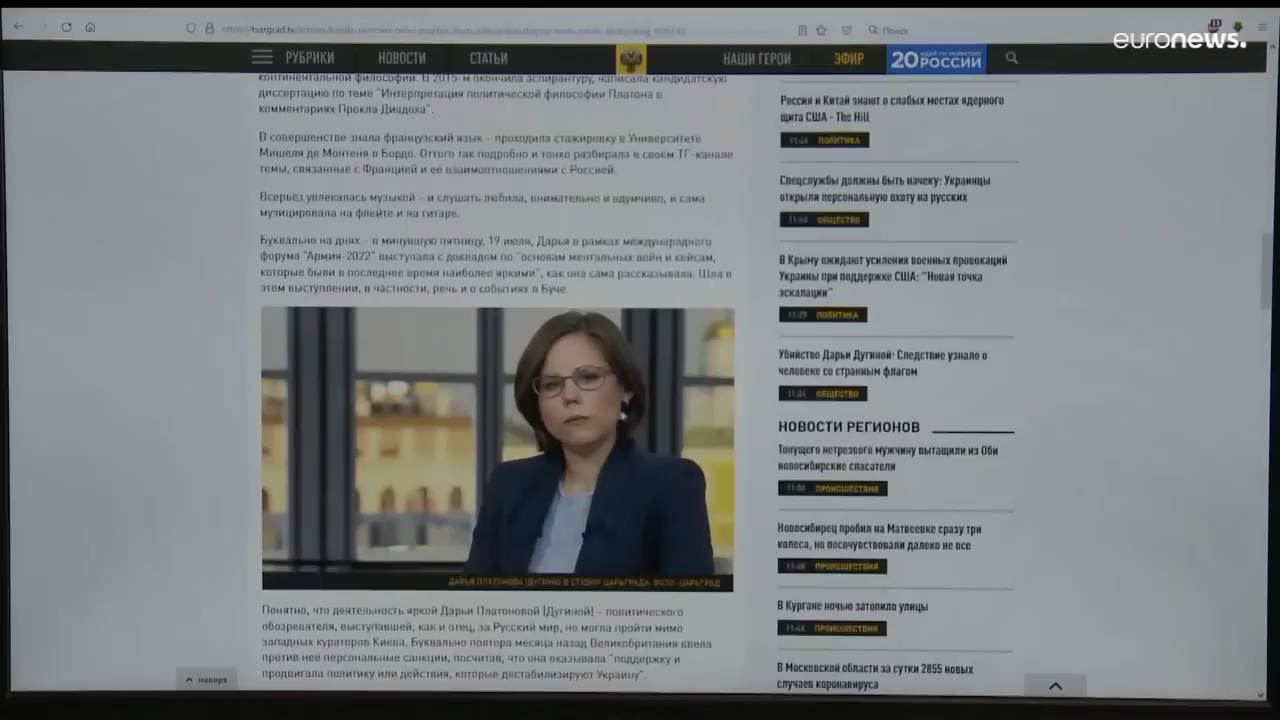 https://tsargrad.tv/
Поиск
euronews.
РУБРИКИ НОВОСТИ СТАТЬИ НАШИ ГЕРОИ ЭФИР 20 РОССИИ
континентальной философии. В 2015-м окончила аспирантуру, написала кандидатскую
диссертацию по теме "Интерпретация политической философии Платона в
комментариях Прокла Диадоха".
В совершенстве знала французский язык – проходила стажировку в Университете
Мишеля де Монтеня в Бордо. Оттого так подробно и тонко разбирала в своём ТГ-канале
темы, связанные с Францией и её взаимоотношениями с Россией.
Всерьёз увлекалась музыкой – и слушать любила, внимательно и вдумчиво, и сама
музицировала на флейте и на гитаре.
Буквально на днях – в минувшую пятницу, 19 июля, Дарья в рамках международного
форума "Армия-2022" выступала с докладом по "основам ментальных войн и кейсам,
которые были в последнее время наиболее яркими", как она сама рассказывала. Шла в
этом выступлении, в частности, речь и о событиях в Буче.
ДАРЬЯ ПЛАТОНОВА (ДУГИНА) В СТУДИИ ЦАРЬГРАДА. ФОТО: ЦАРЬГРАД
Понятно, что деятельность яркой Дарьи Платоновой (Дугиной) – политического
обозревателя, выступавшей, как и отец, за Русский мир, не могла пройти мимо
западных кураторов Киева. Буквально полтора месяца назад Великобритания ввела
против неё персональные санкции, посчитав, что она оказывала "поддержку и
продвигала политику или действия, которые дестабилизируют Украину".
наверх
Россия и Китай знают о слабых местах ядерного
щита США - The Hill
ПОЛИТИКА
Спецслужбы должны быть начеку: Украинцы
открыли персональную охоту на русских
ОБЩЕСТВО
В Крыму ожидают усиления военных провокаций
Украины при поддержке США: "Новая точка
эскалации"
ПОЛИТИКА
Убийство Дарьи Дугиной: Следствие узнало о
человеке со странным флагом
ОБЩЕСТВО
НОВОСТИ РЕГИОНОВ
Тонущего нетрезвого мужчину вытащили из Оби
новосибирские спасатели
ПРОИСШЕСТВИЯ
Новосибирец пробил на Матвеевке сразу три
колеса, но посочувствовали далеко не все
ПРОИСШЕСТВИЯ
В Кургане ночью затопило улицы
ПРОИСШЕСТВИЯ
В Московской области за сутки 2855 новых
случаев коронавируса